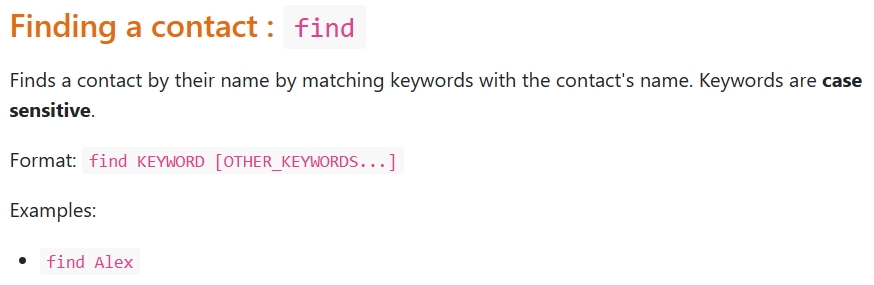 Finding a contact : find
Finds a contact by their name by matching keywords with the contact's name. Keywords are case
sensitive.
Format: find KEYWORD [OTHER_KEYWORDS...]
Examples:
find Alex